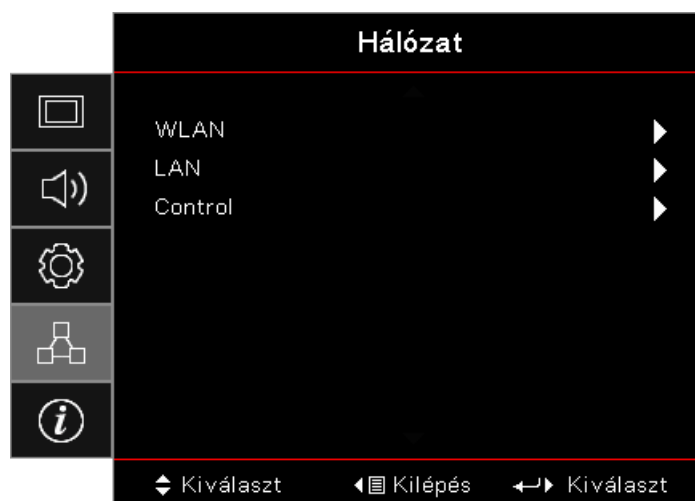 Hálózat
WLAN
LAN
Control
Kiválaszt Kilépés Kiválaszt